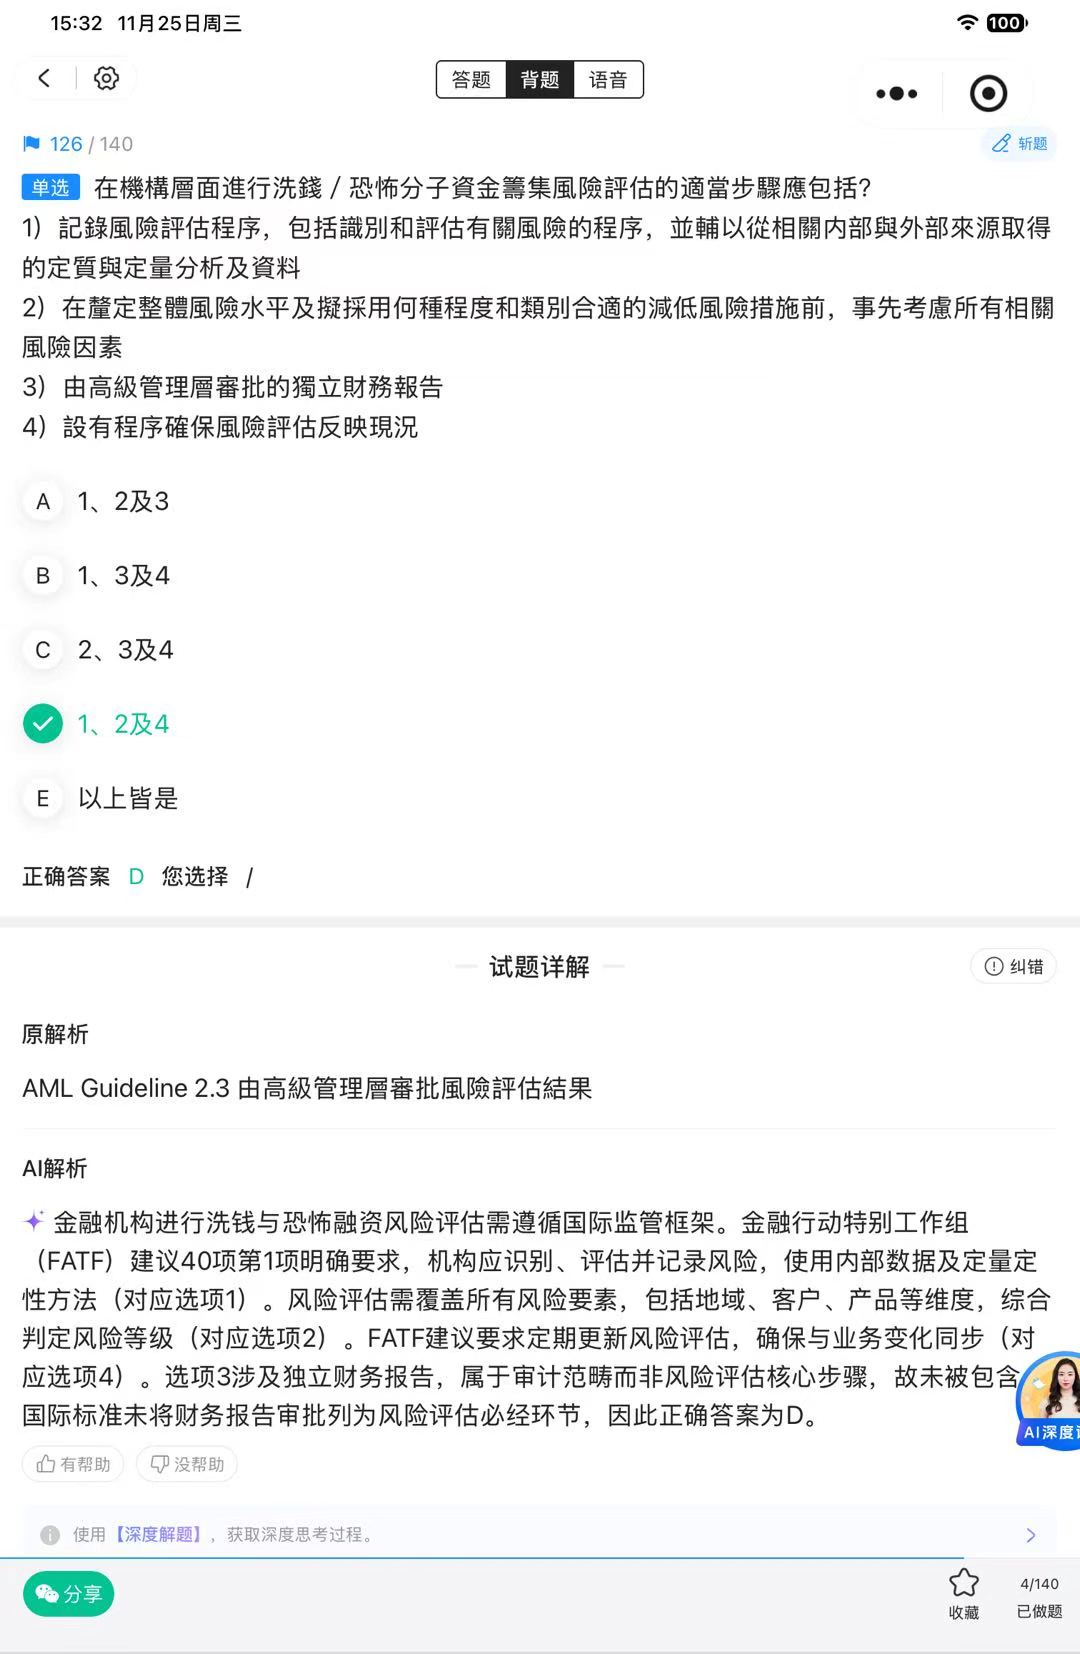 15:32 11月25日周三
100
答题 背题 语音
126 / 140
斩题
单选 在機構層面進行洗錢 / 恐怖分子資金籌集風險評估的適當步驟應包括?
1）記錄風險評估程序，包括識別和評估有關風險的程序，並輔以從相關内部與外部來源取得
的定質與定量分析及資料
2）在釐定整體風險水平及擬採用何種程度和類別合適的減低風險措施前，事先考慮所有相關
風險因素
3）由高級管理層審批的獨立財務報告
4）設有程序確保風險評估反映現況
A 1、2及3
B 1、3及4
C 2、3及4
1、2及4
E 以上皆是
正确答案 D 您选择 /
试题详解
纠错
原解析
AML Guideline 2.3 由高級管理層審批風險評估結果
AI解析
金融机构进行洗钱与恐怖融资风险评估需遵循国际监管框架。金融行动特别工作组
（FATF）建议40项第1项明确要求，机构应识别、评估并记录风险，使用内部数据及定量定
性方法（对应选项1）。风险评估需覆盖所有风险要素，包括地域、客户、产品等维度，综合
判定风险等级（对应选项2）。FATF建议要求定期更新风险评估，确保与业务变化同步（对
应选项4）。选项3涉及独立财务报告，属于审计范畴而非风险评估核心步骤，故未被包含
国际标准未将财务报告审批列为风险评估必经环节，因此正确答案为D。
AI深度
有帮助 没帮助
使用【深度解题】，获取深度思考过程。
分享
收藏
4/140
已做题